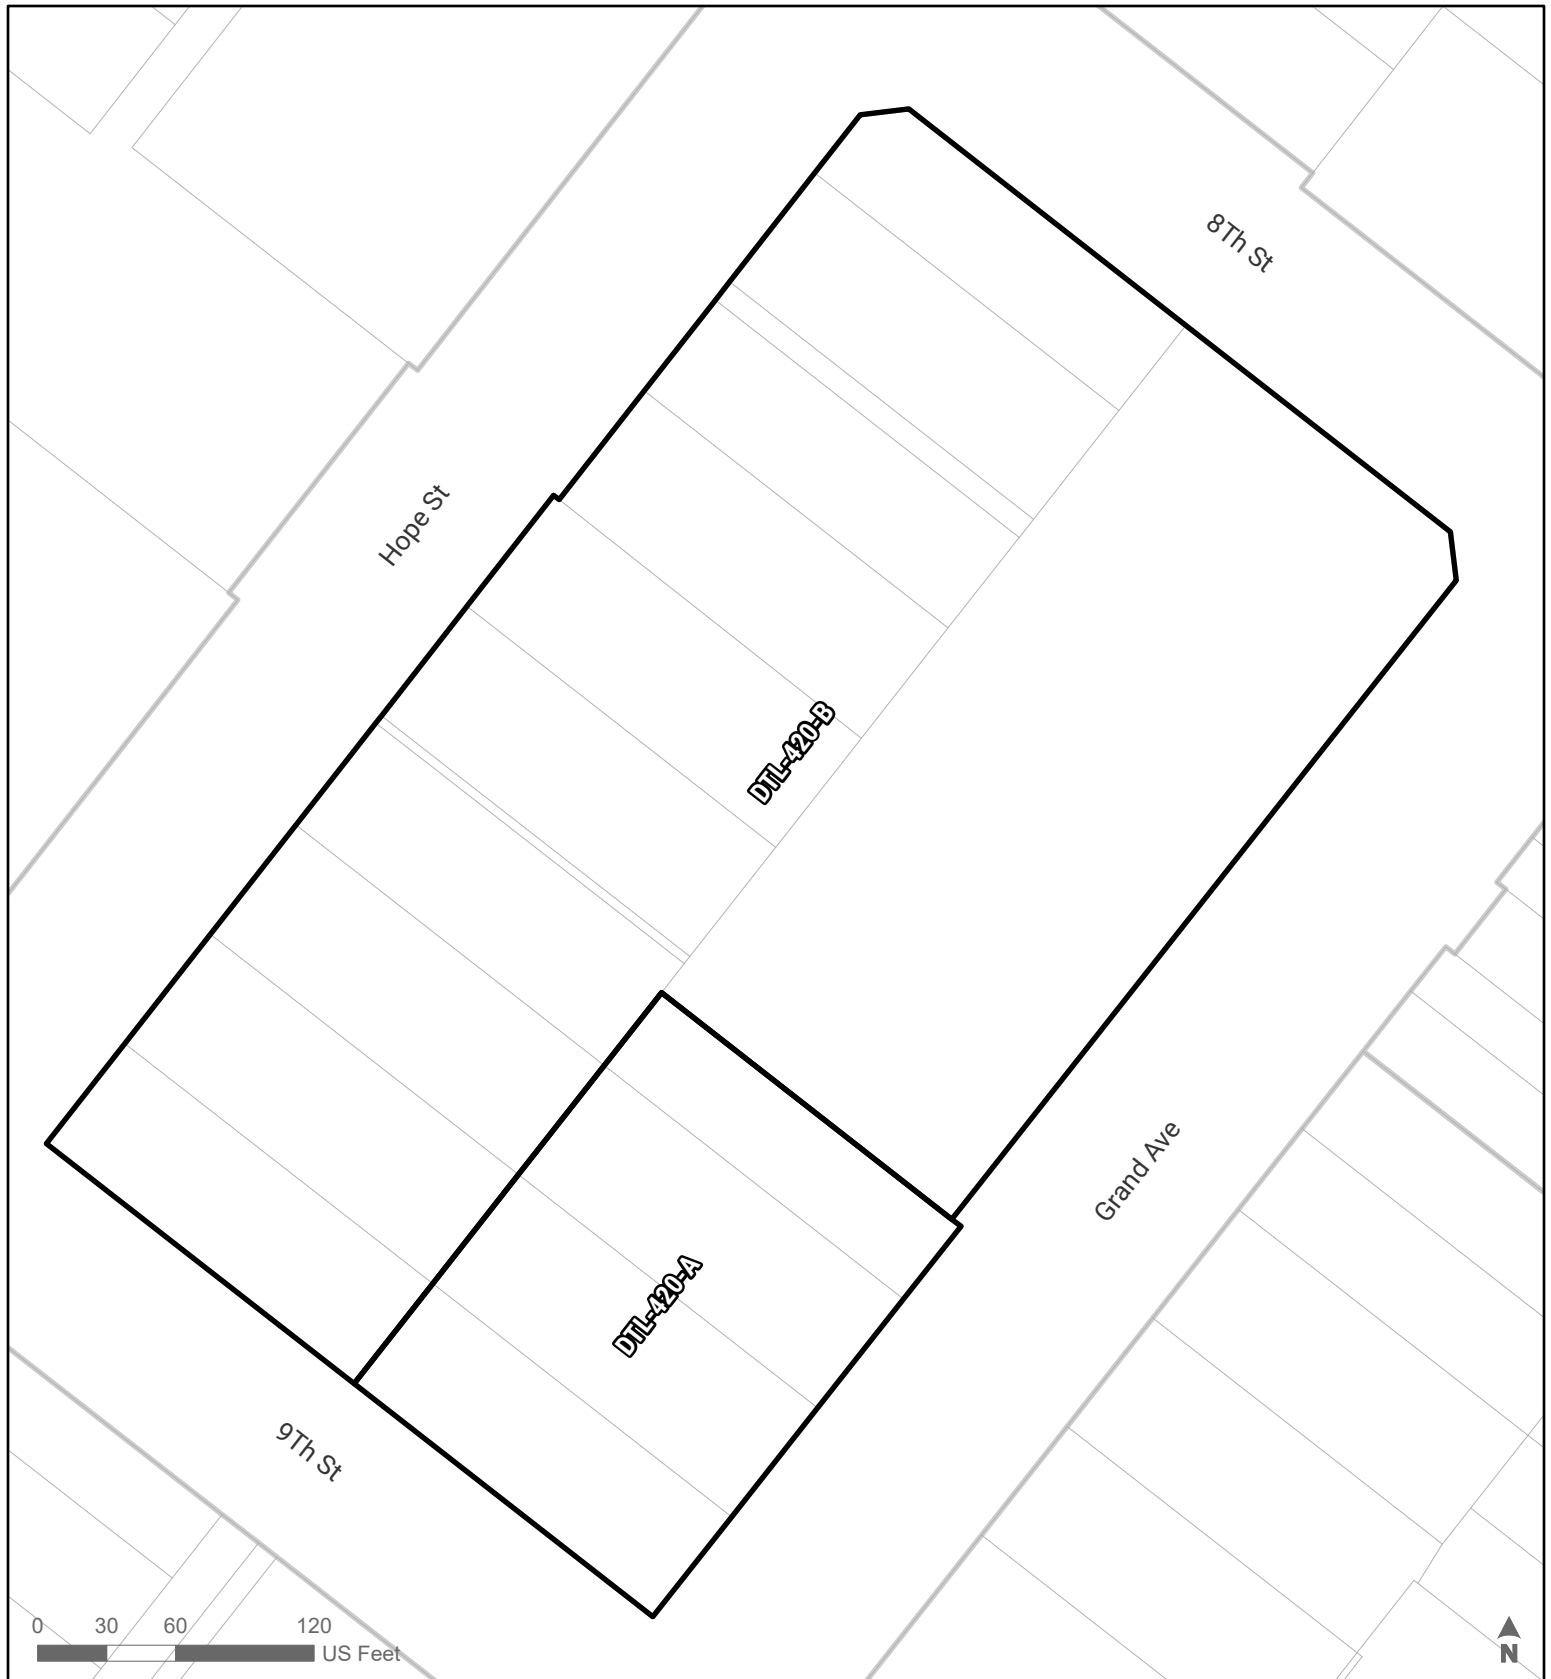 8Th St
Hope St
DTL-420-B
Grand Ave
DTL-420-A
9Th St
0 30 60 120
US Feet
N